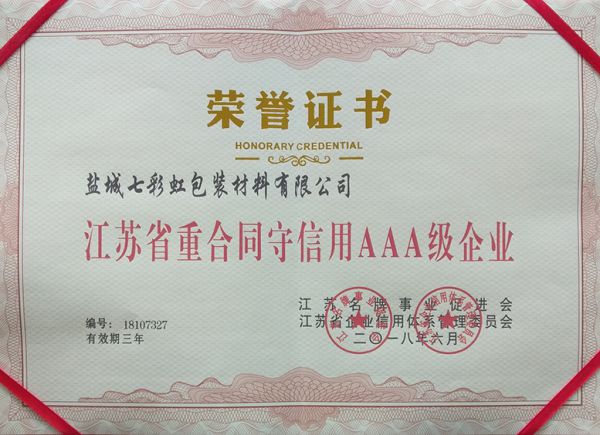 荣誉证书
HONORARY CREDENTIAL
盐城七彩虹包装材料有限公司
江苏省重合同守信用AAA级企业
江苏名牌事业促进会
江苏省企业信用体系管理委员会
二〇一八年六月
编号：18107327
有效期三年